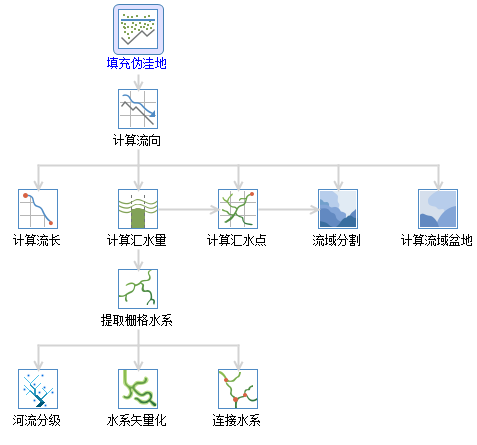 填充伪洼地
计算流向
计算流长
计算汇水量
计算汇水点
流域分割
计算流域盆地
提取栅格水系
河流分级
水系矢量化
连接水系